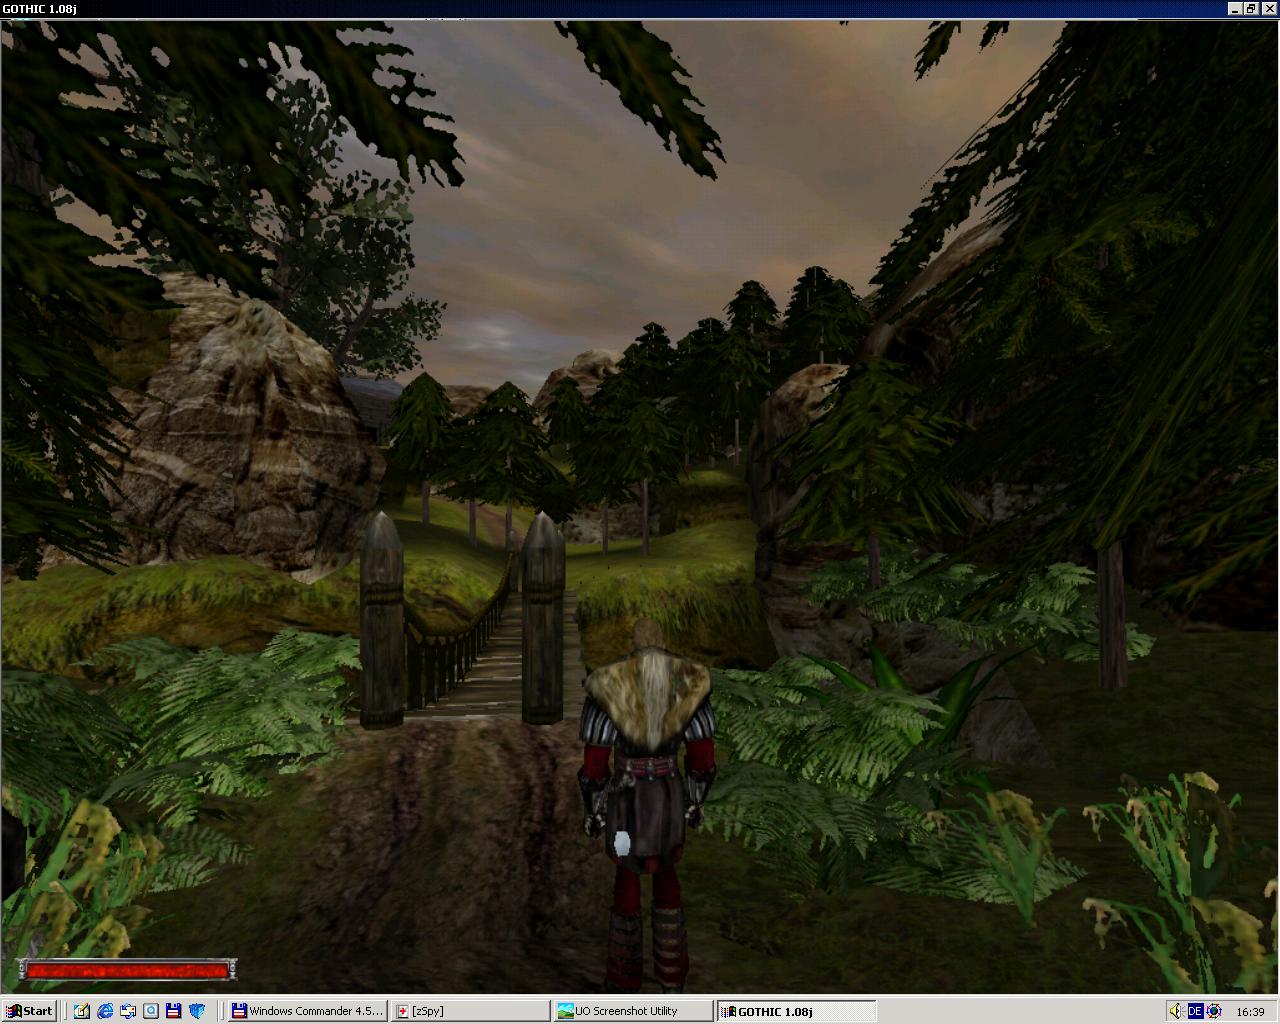 GOTHIC 1.08j
Start
Windows Commander 4.5...
[zSpy]
UO Screenshot Utility
GOTHIC 1.08j
DE
16:39